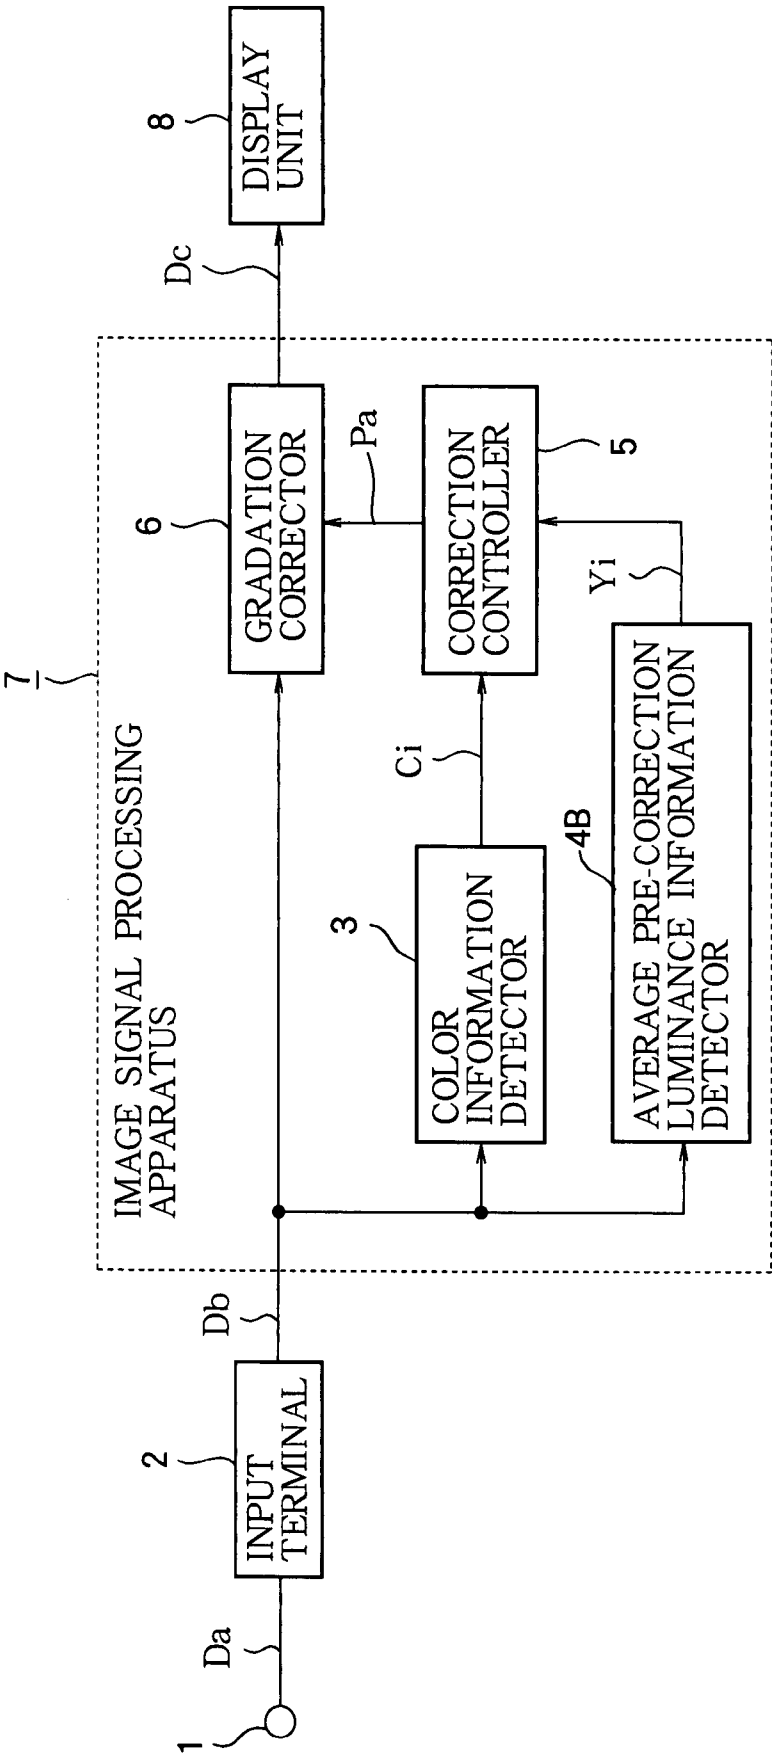 7
IMAGE SIGNAL PROCESSING
APPARATUS
1
Da
2
INPUT
TERMINAL
Db
6
GRADATION
CORRECTOR
Dc
8
DISPLAY
UNIT
Pa
3
COLOR
INFORMATION
DETECTOR
Ci
CORRECTION
CONTROLLER
5
4B
AVERAGE PRE-CORRECTION
LUMINANCE INFORMATION
DETECTOR
Yi